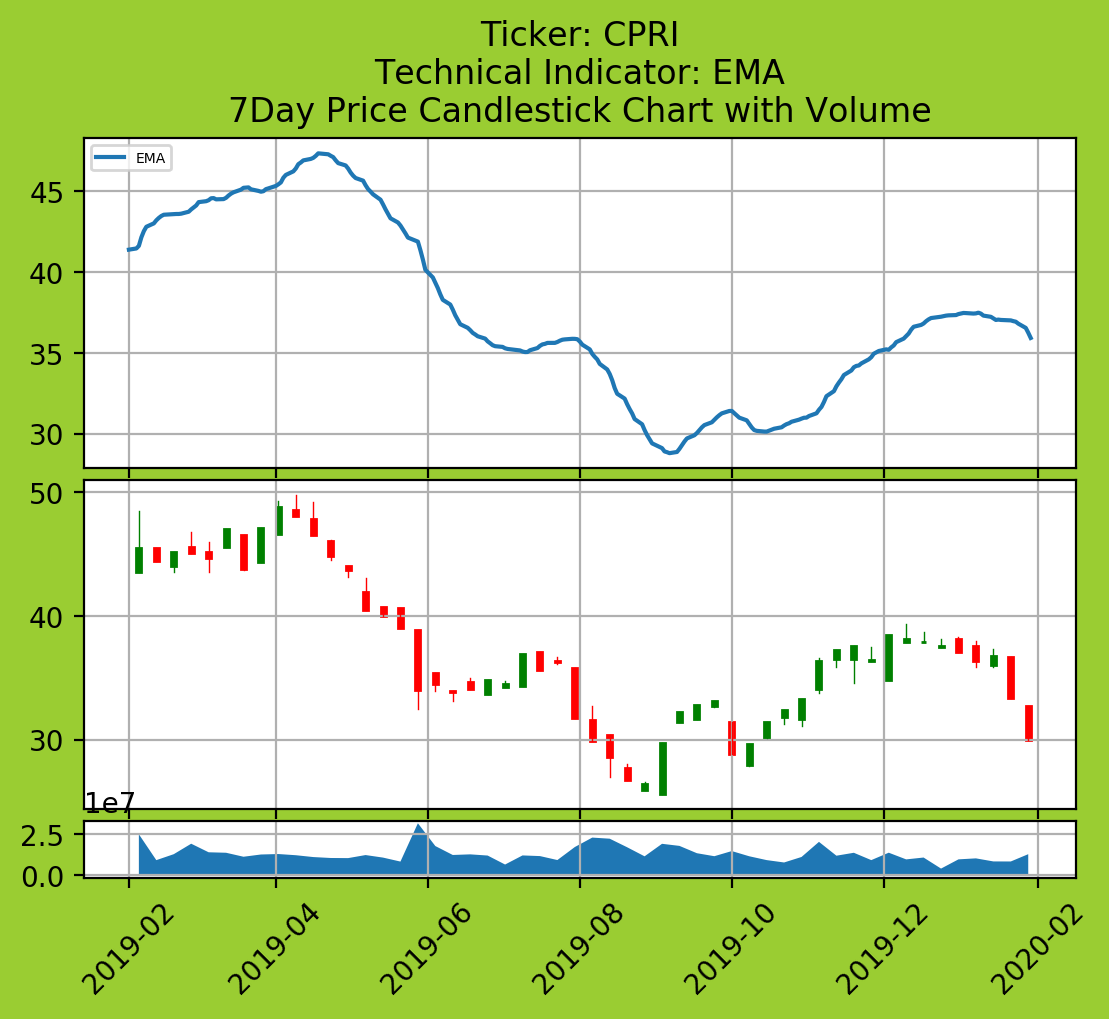 Ticker: CPRI
Technical Indicator: EMA
7Day Price Candlestick Chart with Volume
EMA
45
40
35
30
50
40
30
1e7
2.5
0.0
2019-02 2019-04 2019-06 2019-08 2019-10 2019-12 2020-02